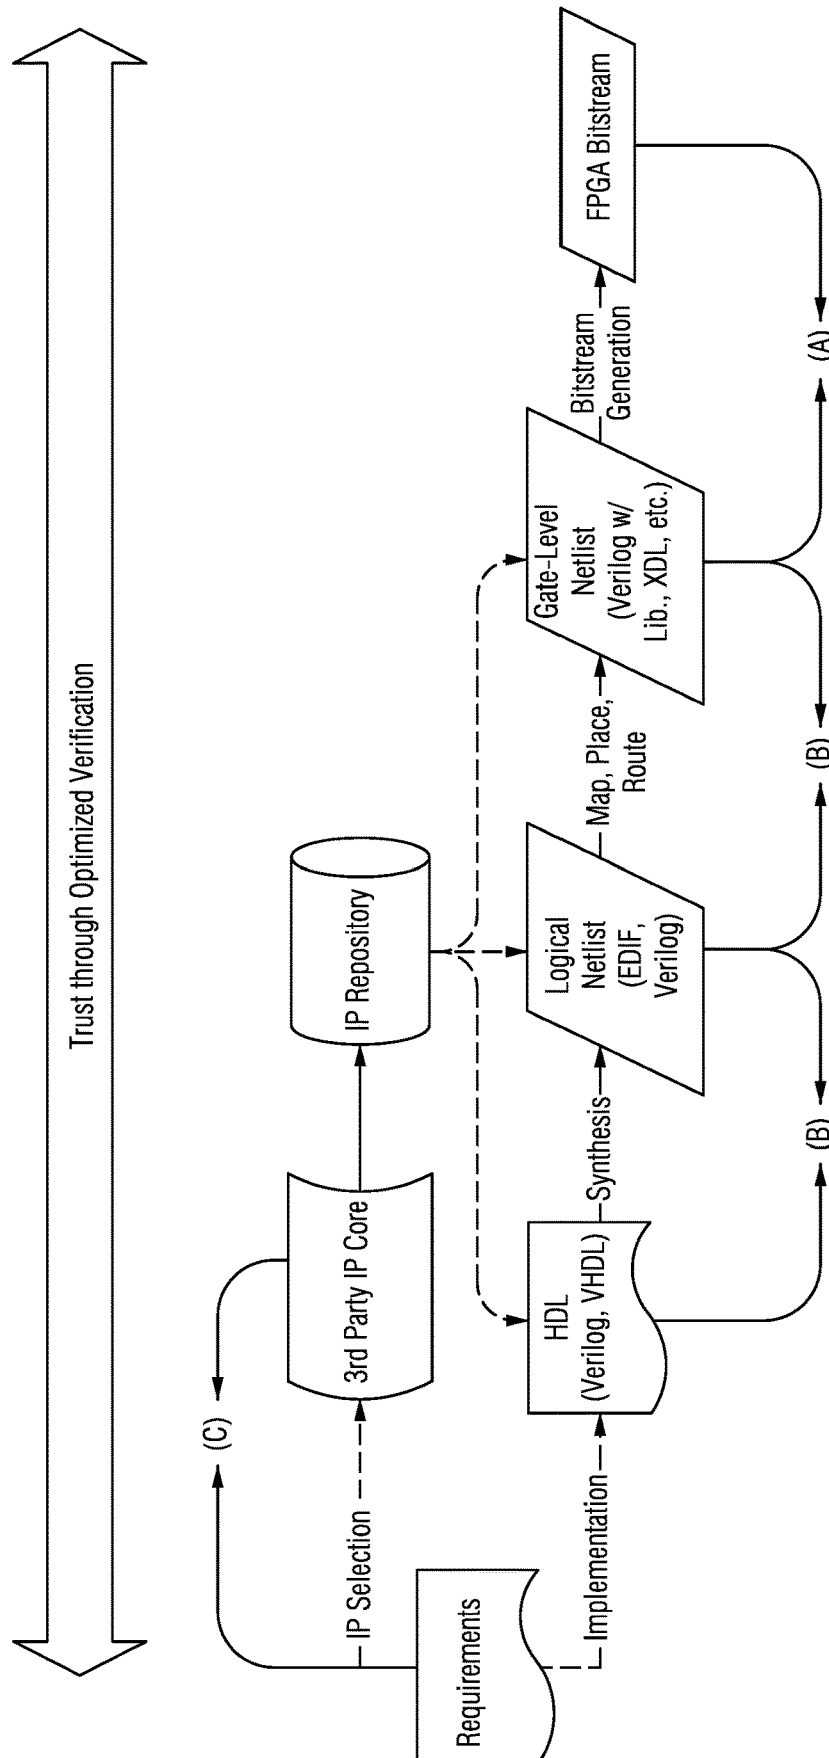 Trust through Optimized Verification
(C)
IP Selection
3rd Party IP Core
IP Repository
Requirements
Implementation
HDL
(Verilog, VHDL)
Synthesis
Logical
Netlist
(EDIF,
Verilog)
Map, Place,
Route
Gate-Level
Netlist
(Verilog w/
Lib., XDL, etc.)
Bitstream
Generation
FPGA Bitstream
(B)
(B)
(A)